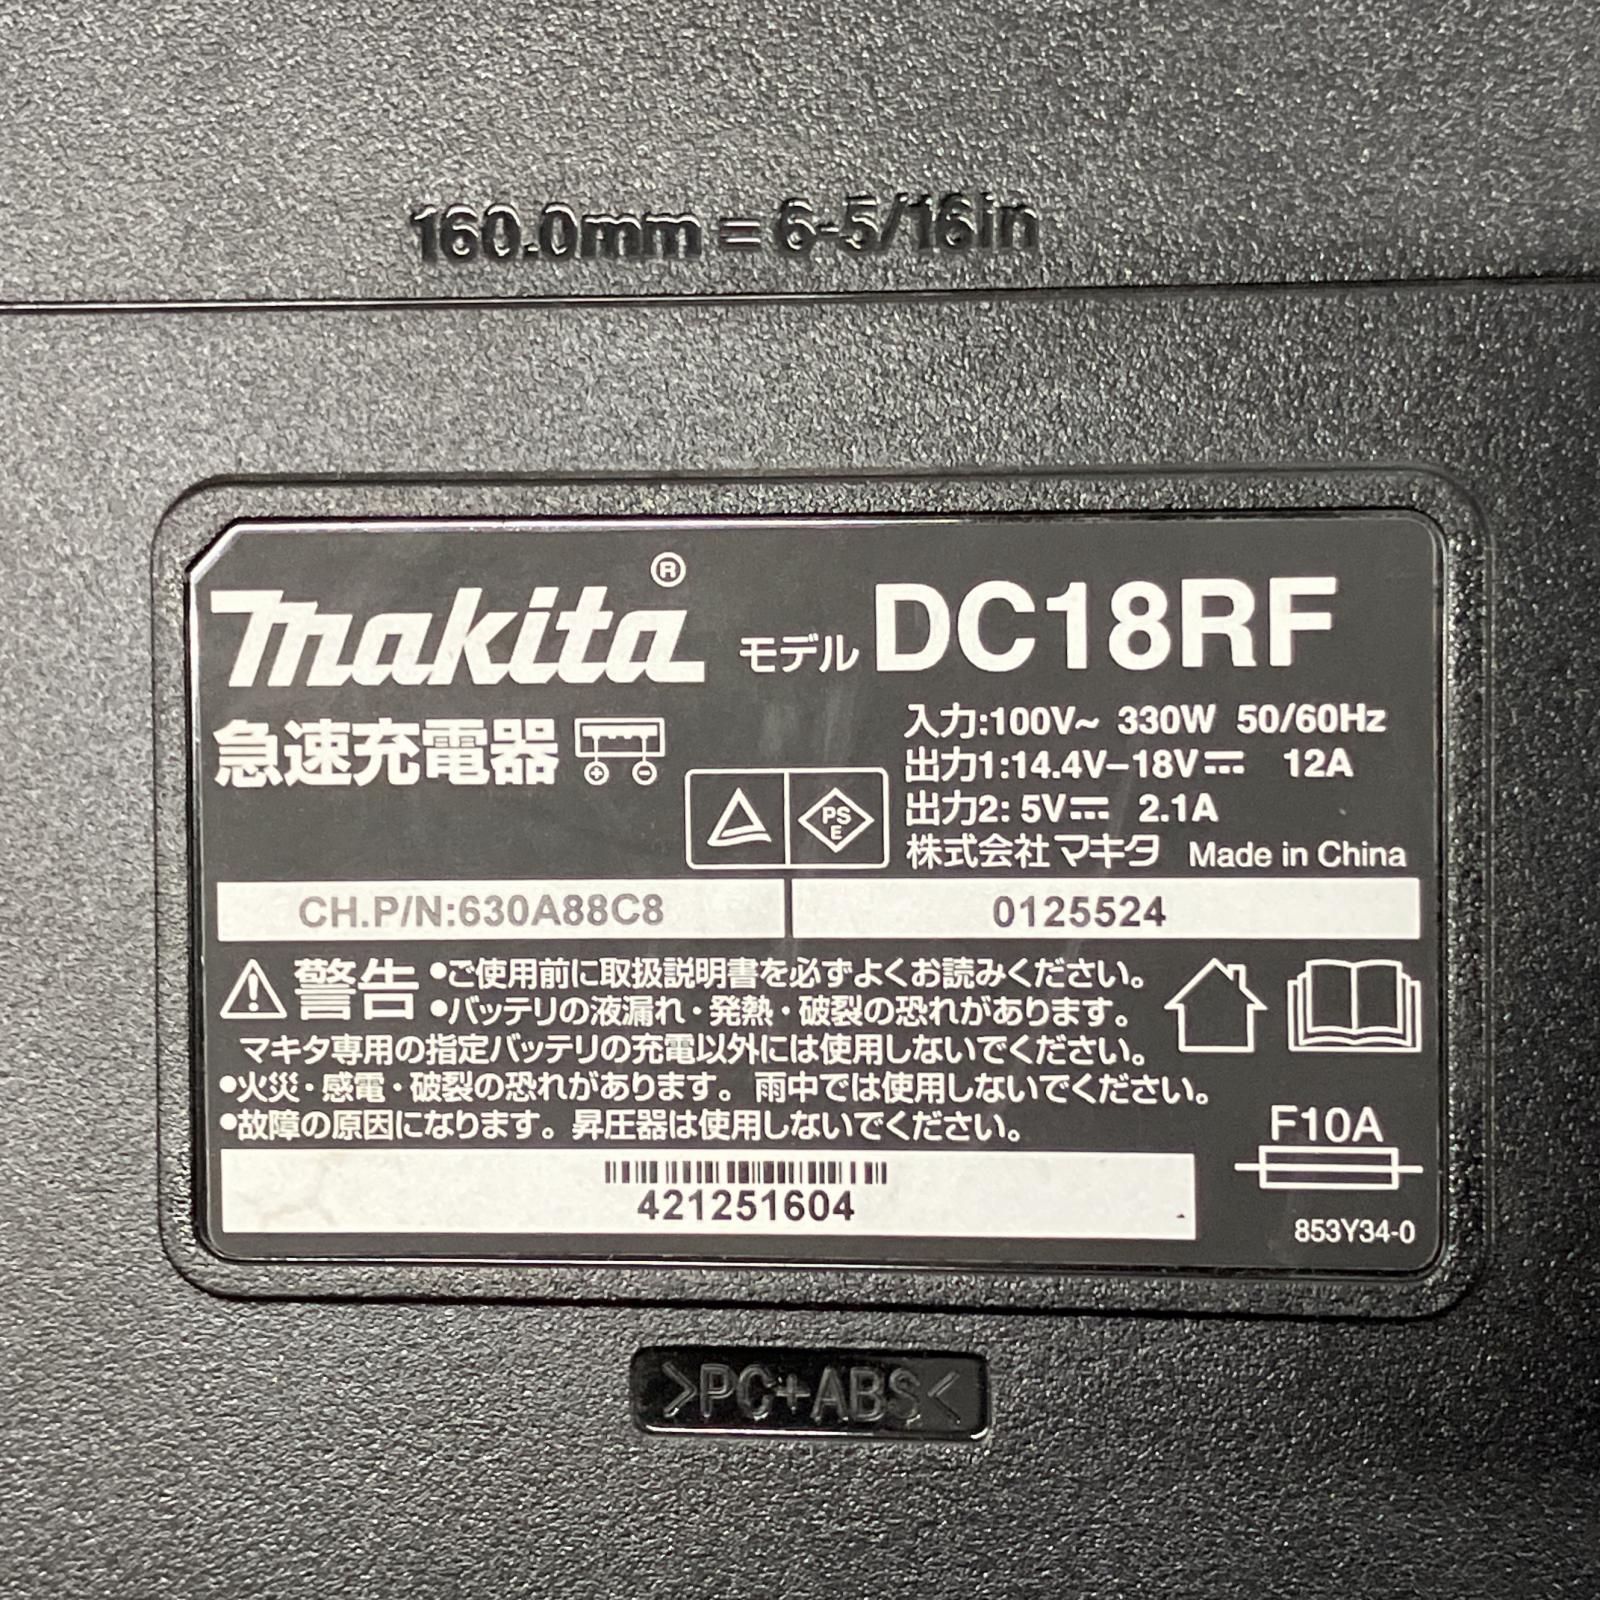 160.0mm = 6-5/16in
makita® モデル DC18RF
急速充電器
入力:100V~ 330W 50/60Hz
出力1:14.4V–18V⎓ 12A
出力2: 5V⎓ 2.1A
PS E
株式会社マキタ Made in China
CH.P/N:630A88C8 0125524
警告 •ご使用前に取扱説明書を必ずよくお読みください。
•バッテリの液漏れ・発熱・破裂の恐れがあります。
マキタ専用の指定バッテリの充電以外には使用しないでください。
•火災・感電・破裂の恐れがあります。雨中では使用しないでください。
•故障の原因になります。昇圧器は使用しないでください。
F10A
421251604
853Y34-0
>PC+ABS<